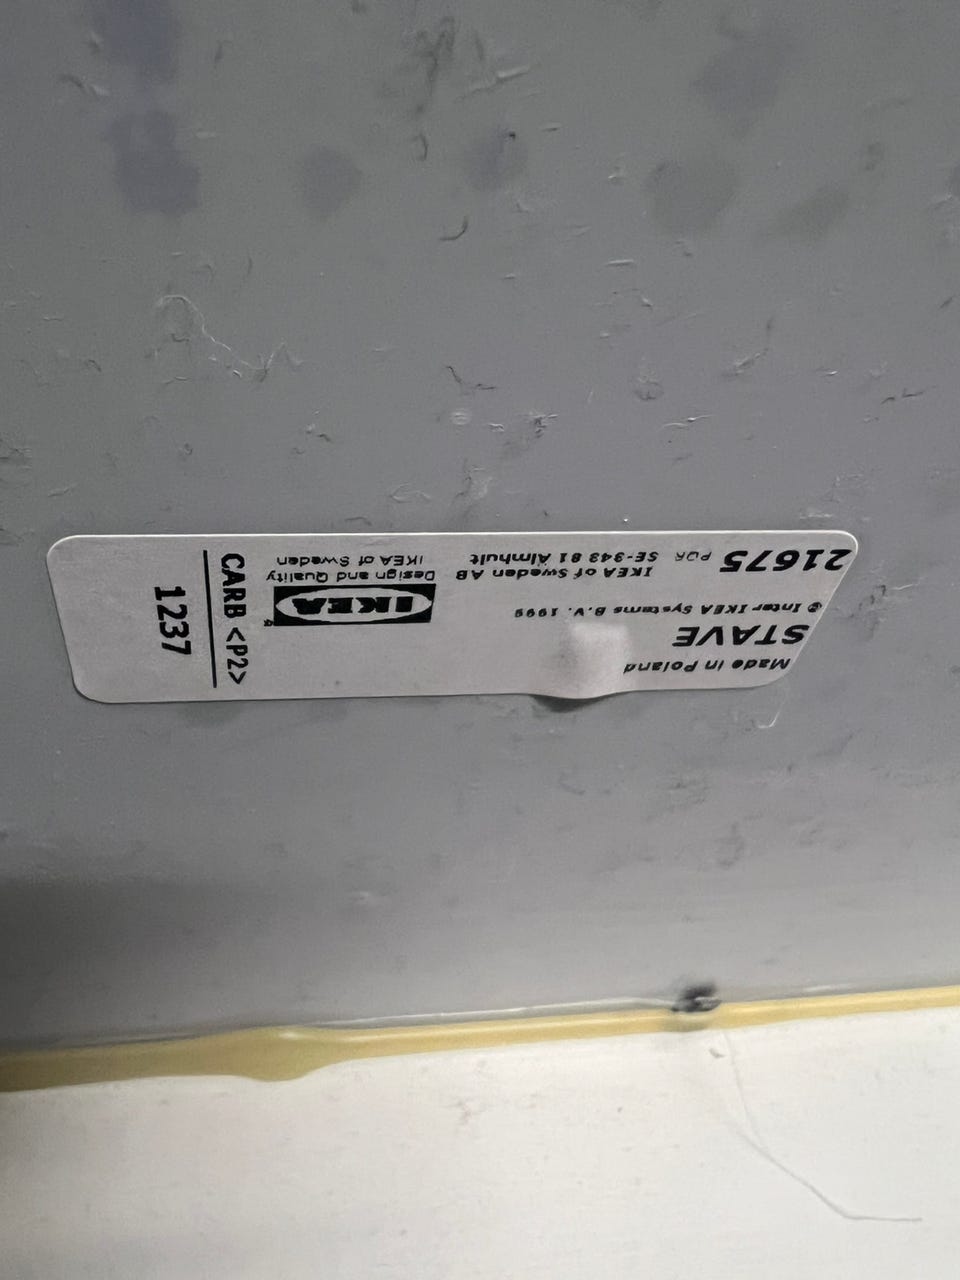 Made in Poland
STAVE
© Inter IKEA Systems B.V. 1999
IKEA of Sweden AB
SE-343 81 Älmhult
21675 PDR
IKEA
®
Design and Quality
IKEA of Sweden
CARB <P2>
1237